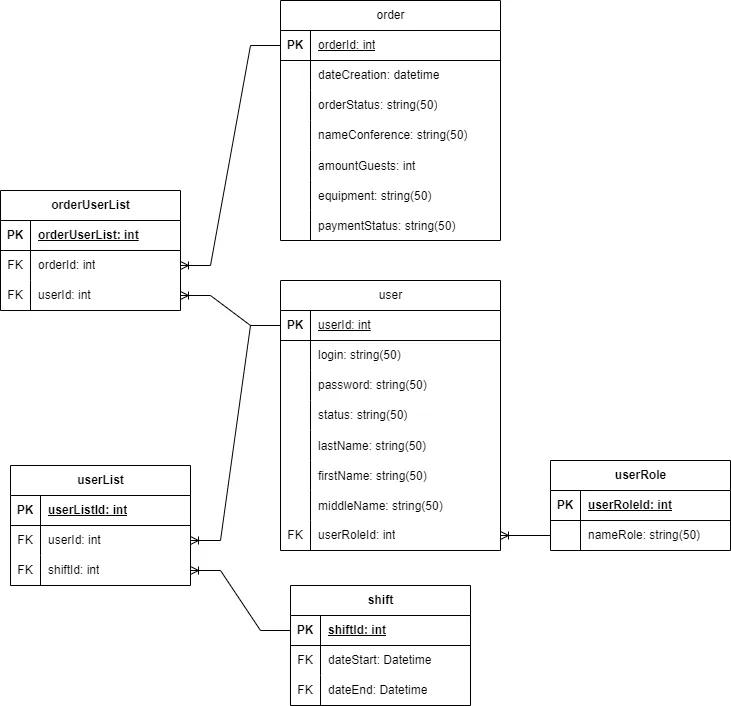 order
PK orderId: int
dateCreation: datetime
orderStatus: string(50)
nameConference: string(50)
amountGuests: int
equipment: string(50)
paymentStatus: string(50)
orderUserList
PK orderUserList: int
FK orderId: int
FK userId: int
user
PK userId: int
login: string(50)
password: string(50)
status: string(50)
lastName: string(50)
firstName: string(50)
middleName: string(50)
FK userRoleId: int
userList
PK userListId: int
FK userId: int
FK shiftId: int
userRole
PK userRoleId: int
nameRole: string(50)
shift
PK shiftId: int
FK dateStart: Datetime
FK dateEnd: Datetime